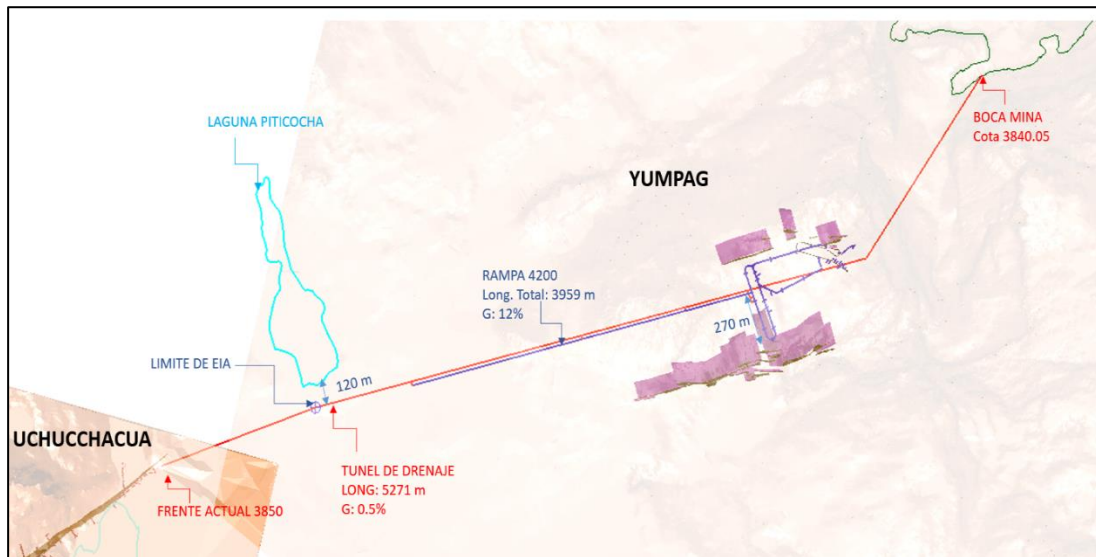 LAGUNA PITICOCHA
BOCA MINA
Cota 3840.05
YUMPAG
RAMPA 4200
Long. Total: 3959 m
G: 12%
270 m
LIMITE DE EIA
120 m
UCHUCCHACUA
TUNEL DE DRENAJE
LONG: 5271 m
G: 0.5%
FRENTE ACTUAL 3850